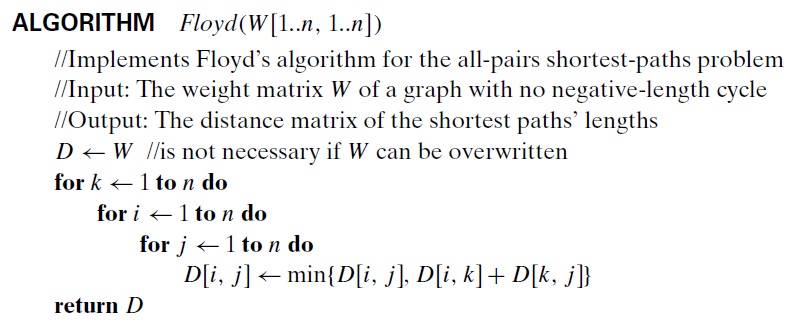 ALGORITHM Floyd(W[1..n, 1..n])
//Implements Floyd’s algorithm for the all-pairs shortest-paths problem
//Input: The weight matrix W of a graph with no negative-length cycle
//Output: The distance matrix of the shortest paths’ lengths
D ← W //is not necessary if W can be overwritten
for k ← 1 to n do
for i ← 1 to n do
for j ← 1 to n do
D[i, j] ← min{D[i, j], D[i, k] + D[k, j]}
return D